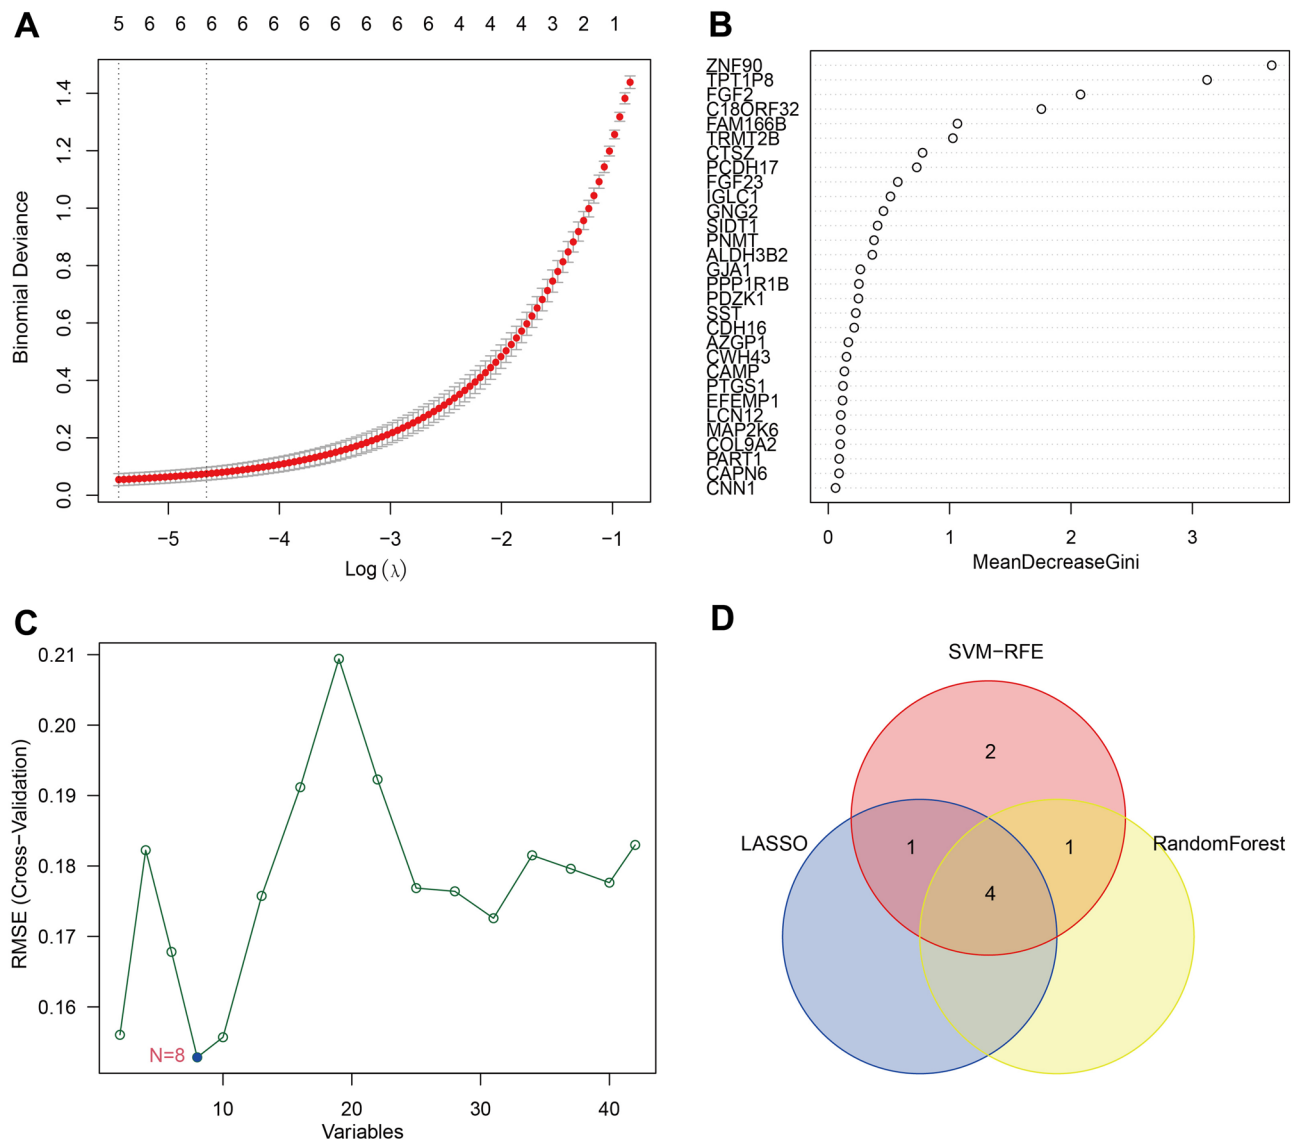 A
5 6 6 6 6 6 6 6 6 6 6 4 4 4 3 2 1
Binomial Deviance
1.4
1.2
1.0
0.8
0.6
0.4
0.2
0.0
−5 −4 −3 −2 −1
Log (λ)
B
ZNF90
TPT1P8
FGF2
C18ORF32
FAM166B
TRMT2B
CTSZ
PCDH17
FGF23
IGLC1
GNG2
SIDT1
PNMT
ALDH3B2
GJA1
PPP1R1B
PDZK1
SST
CDH16
AZGP1
CWH43
CAMP
PTGS1
EFEMP1
LCN12
MAP2K6
COL9A2
PART1
CAPN6
CNN1
0 1 2 3
MeanDecreaseGini
C
RMSE (Cross−Validation)
0.21
0.20
0.19
0.18
0.17
0.16
N=8
10 20 30 40
Variables
D
SVM−RFE
2
LASSO
1
1
RandomForest
4